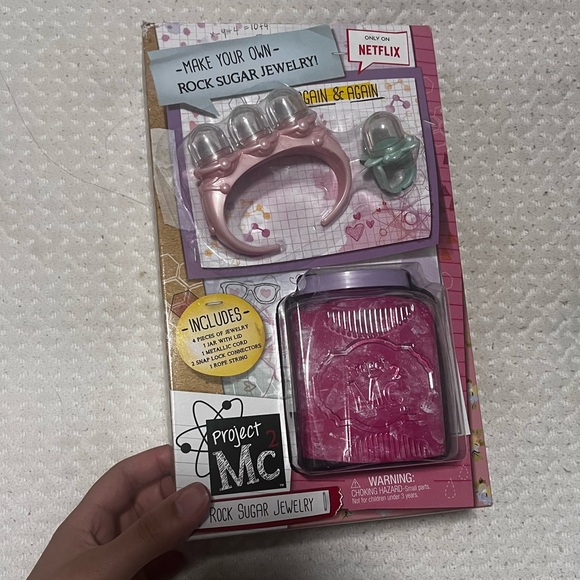 -MAKE YOUR OWN-
ROCK SUGAR JEWELRY!
ONLY ON
NETFLIX
GAIN & AGAIN
-INCLUDES-
4 PIECES OF JEWELRY
1 JAR WITH LID
1 METALLIC CORD
2 SNAP LOCK CONNECTORS
1 ROPE STRING
project
Mc 2
ROCK SUGAR JEWELRY
WARNING:
CHOKING HAZARD-Small parts.
Not for children under 3 years.